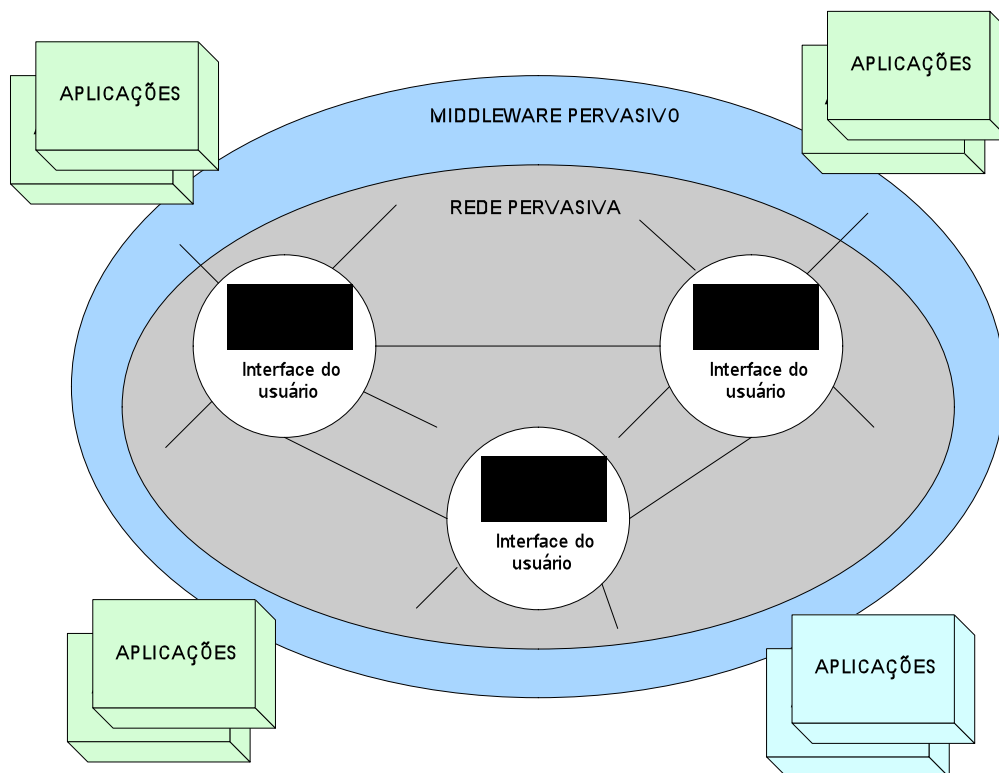 APLICAÇÕES
APLICAÇÕES
MIDDLEWARE PERVASIVO
REDE PERVASIVA
Interface do
usuário
Interface do
usuário
Interface do
usuário
APLICAÇÕES
APLICAÇÕES